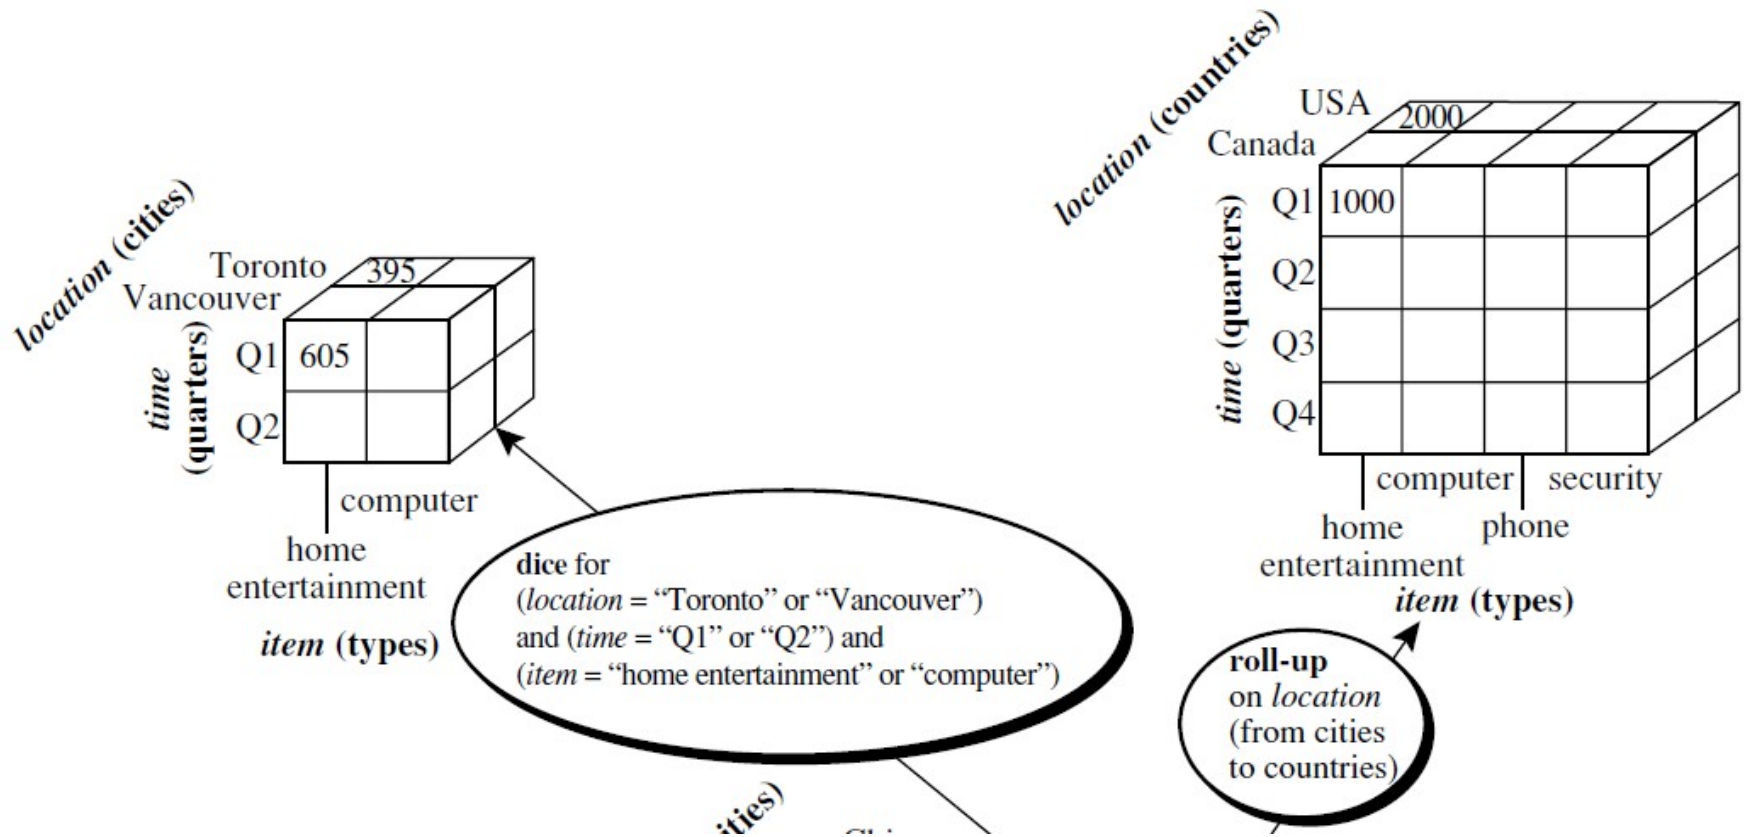 location (cities)
Toronto
395
Vancouver
time
(quarters)
Q1
605
Q2
computer
home
entertainment
item (types)
dice for
(location = “Toronto” or “Vancouver”)
and (time = “Q1” or “Q2”) and
(item = “home entertainment” or “computer”)
location (countries)
USA
2000
Canada
time (quarters)
Q1
1000
Q2
Q3
Q4
computer
security
home
entertainment
phone
item (types)
roll-up
on location
(from cities
to countries)